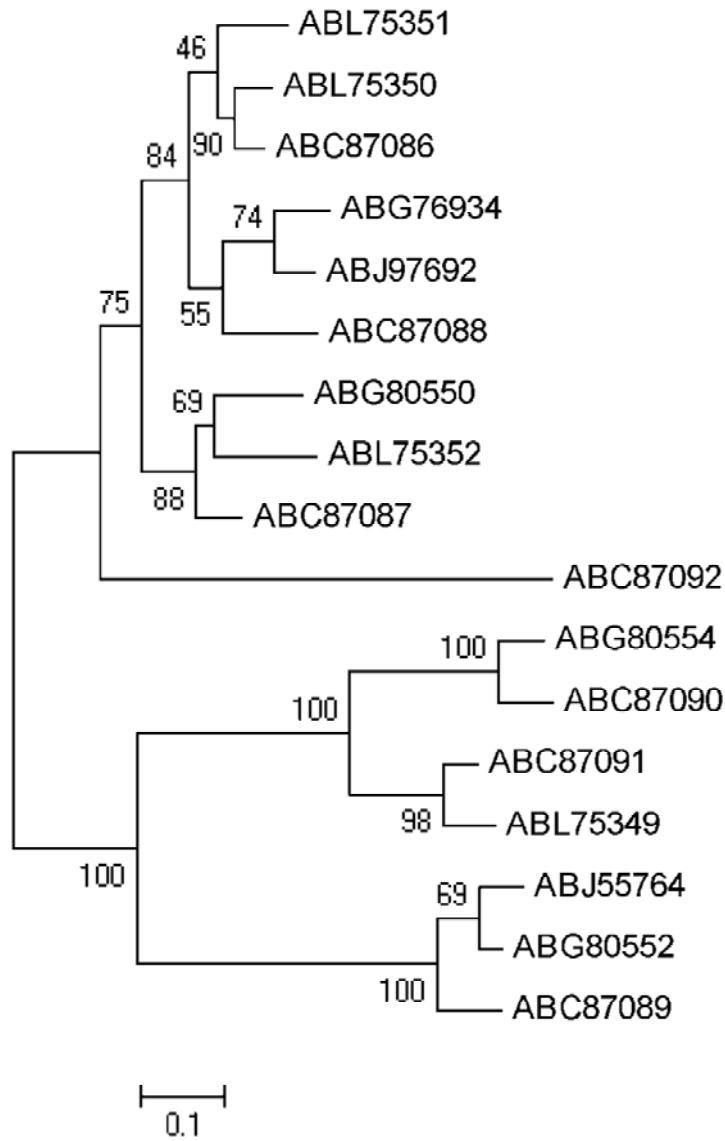 ABL75351
46
ABL75350
90
ABC87086
84
ABG76934
74
ABJ97692
75
55
ABC87088
ABG80550
69
ABL75352
88
ABC87087
ABC87092
ABG80554
100
ABC87090
100
ABC87091
98
ABL75349
100
ABJ55764
69
ABG80552
100
ABC87089
0.1